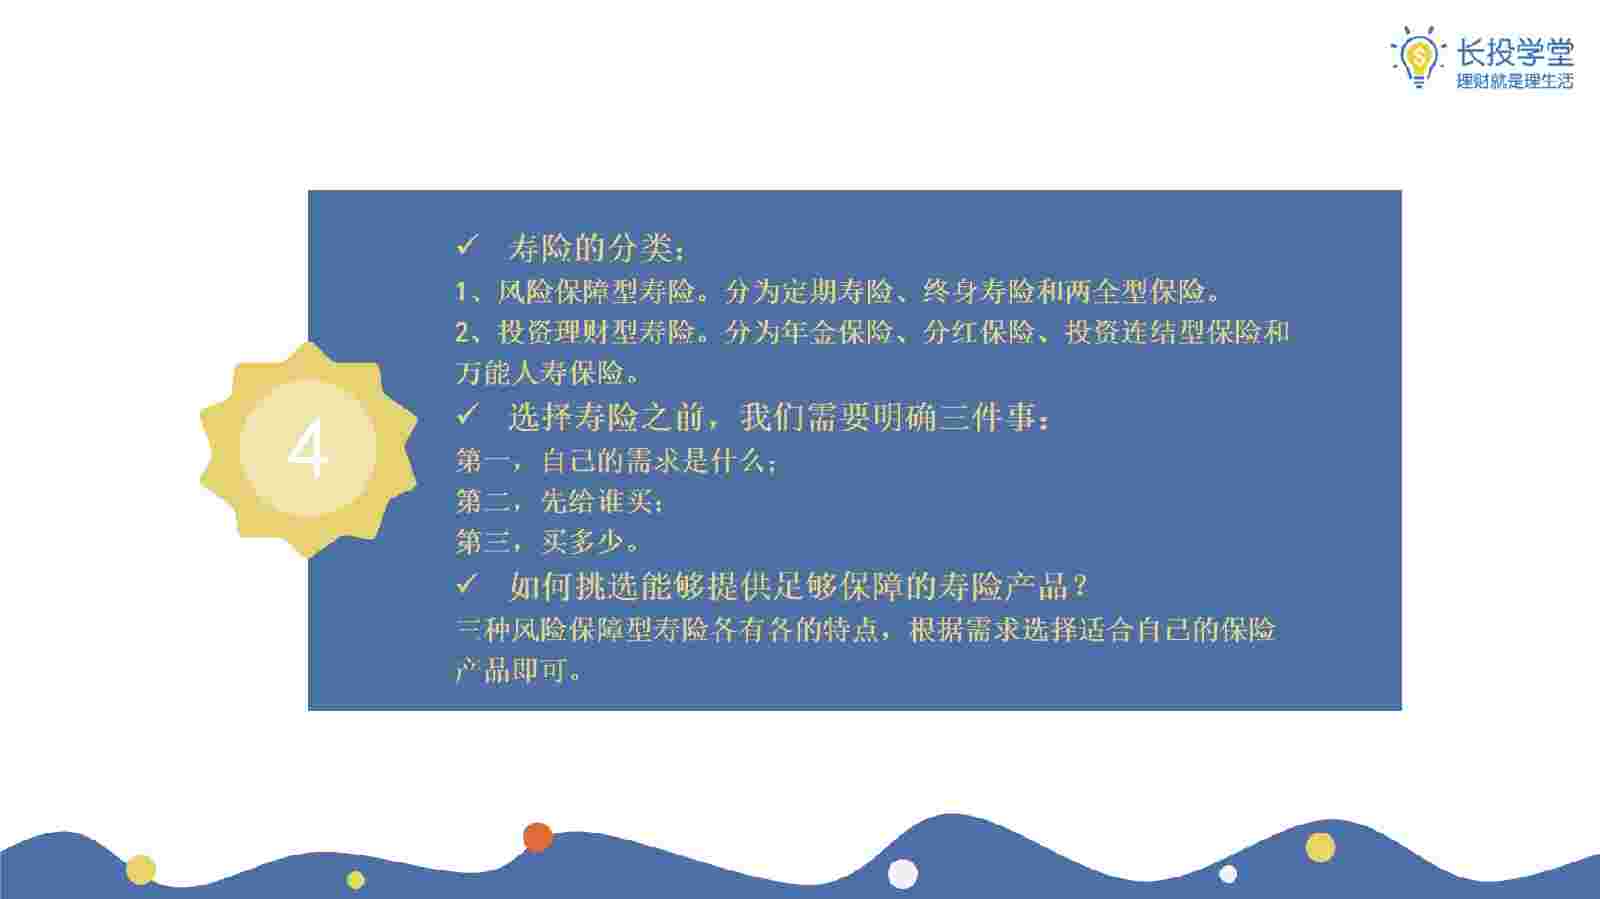 长投学堂
理财就是理生活
✓ 寿险的分类：
1、风险保障型寿险。分为定期寿险、终身寿险和两全型保险。
2、投资理财型寿险。分为年金保险、分红保险、投资连结型保险和
万能人寿保险。
✓ 选择寿险之前，我们需要明确三件事：
第一，自己的需求是什么；
第二，先给谁买；
第三，买多少。
✓ 如何挑选能够提供足够保障的寿险产品？
三种风险保障型寿险各有各的特点，根据需求选择适合自己的保险
产品即可。
4